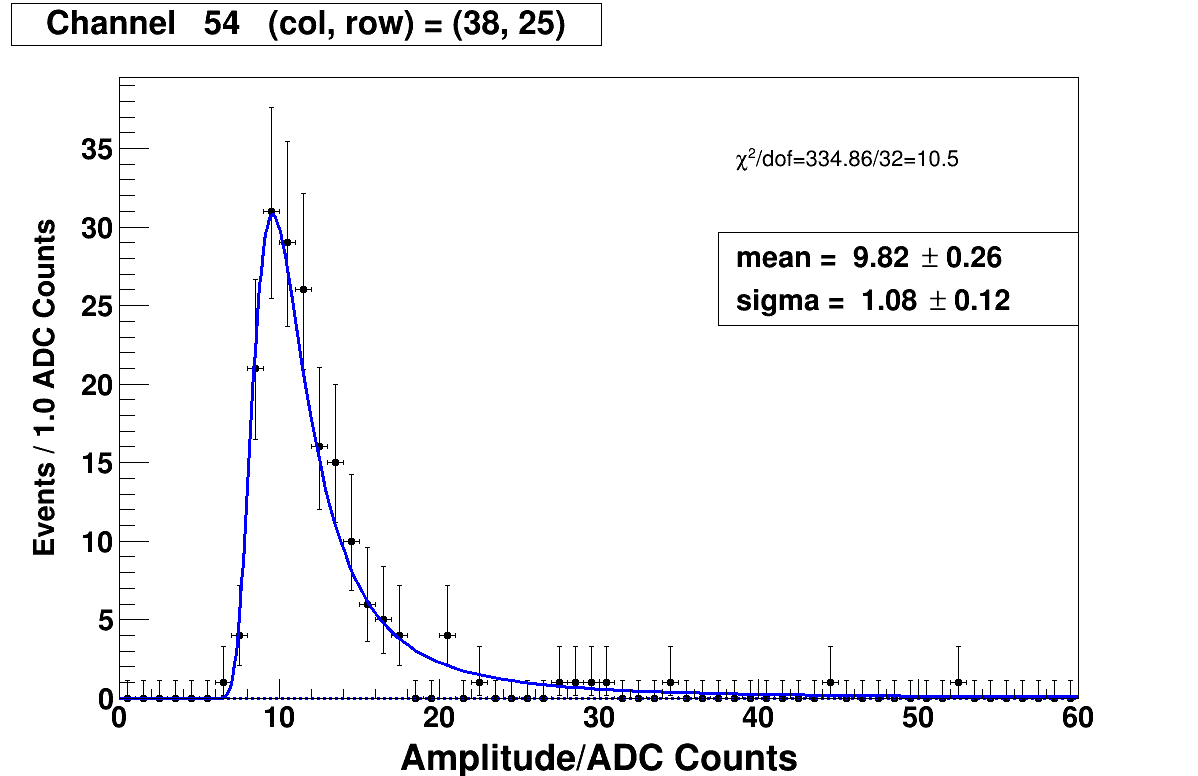 Channel 54 (col, row) = (38, 25)
χ²/dof=334.86/32=10.5
mean = 9.82 ± 0.26
sigma = 1.08 ± 0.12
Events / 1.0 ADC Counts
35
30
25
20
15
10
5
0
0 10 20 30 40 50 60
Amplitude/ADC Counts